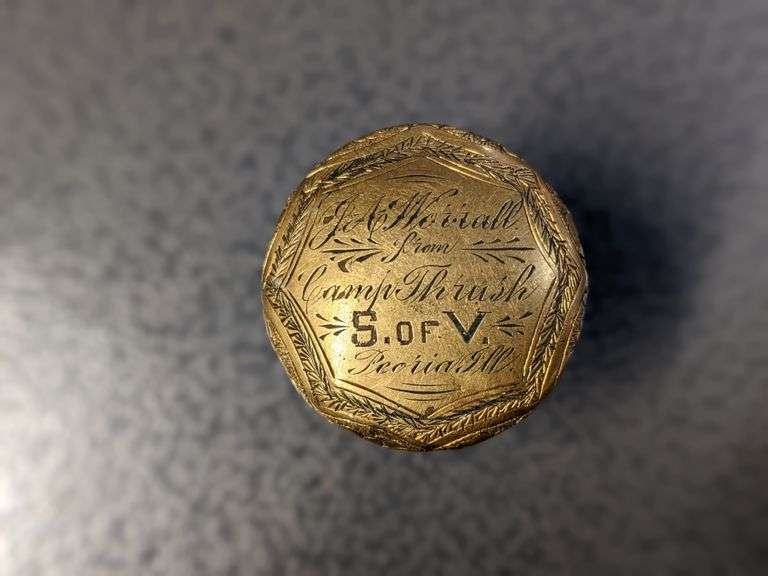 J. A. Worrall
from
Camp Thrush
S. OF V.
Peoria Ill